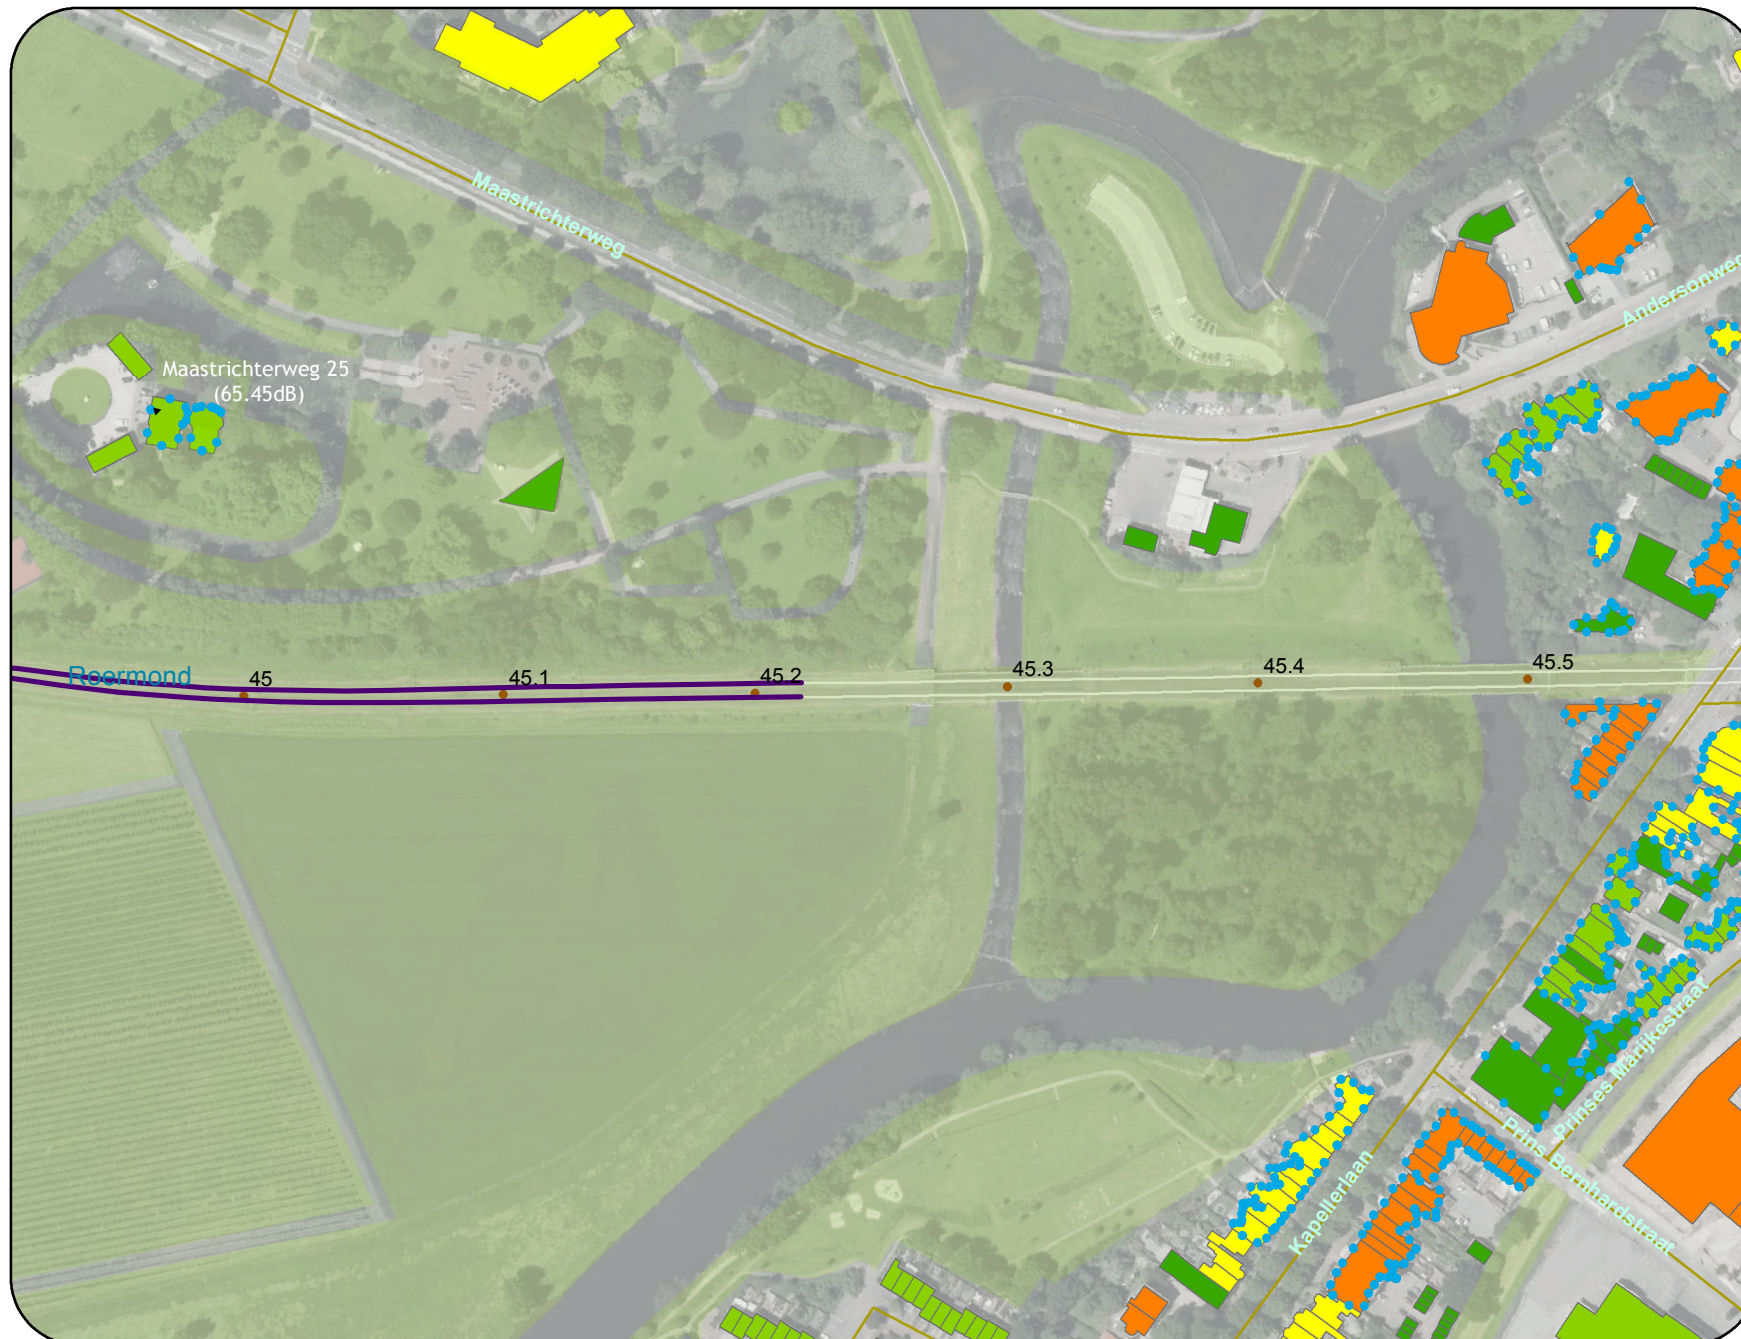 Maastrichterweg
Andersonweg
Maastrichterweg 25
(65.45dB)
Roermond
45
45.1
45.2
45.3
45.4
45.5
Prinses Marijkestraat
Prins Bernhardstraat
Kapellerlaan